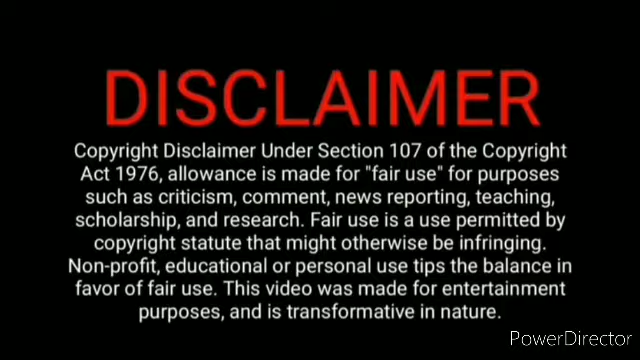 DISCLAIMER
Copyright Disclaimer Under Section 107 of the Copyright
Act 1976, allowance is made for "fair use" for purposes
such as criticism, comment, news reporting, teaching,
scholarship, and research. Fair use is a use permitted by
copyright statute that might otherwise be infringing.
Non-profit, educational or personal use tips the balance in
favor of fair use. This video was made for entertainment
purposes, and is transformative in nature.
PowerDirector